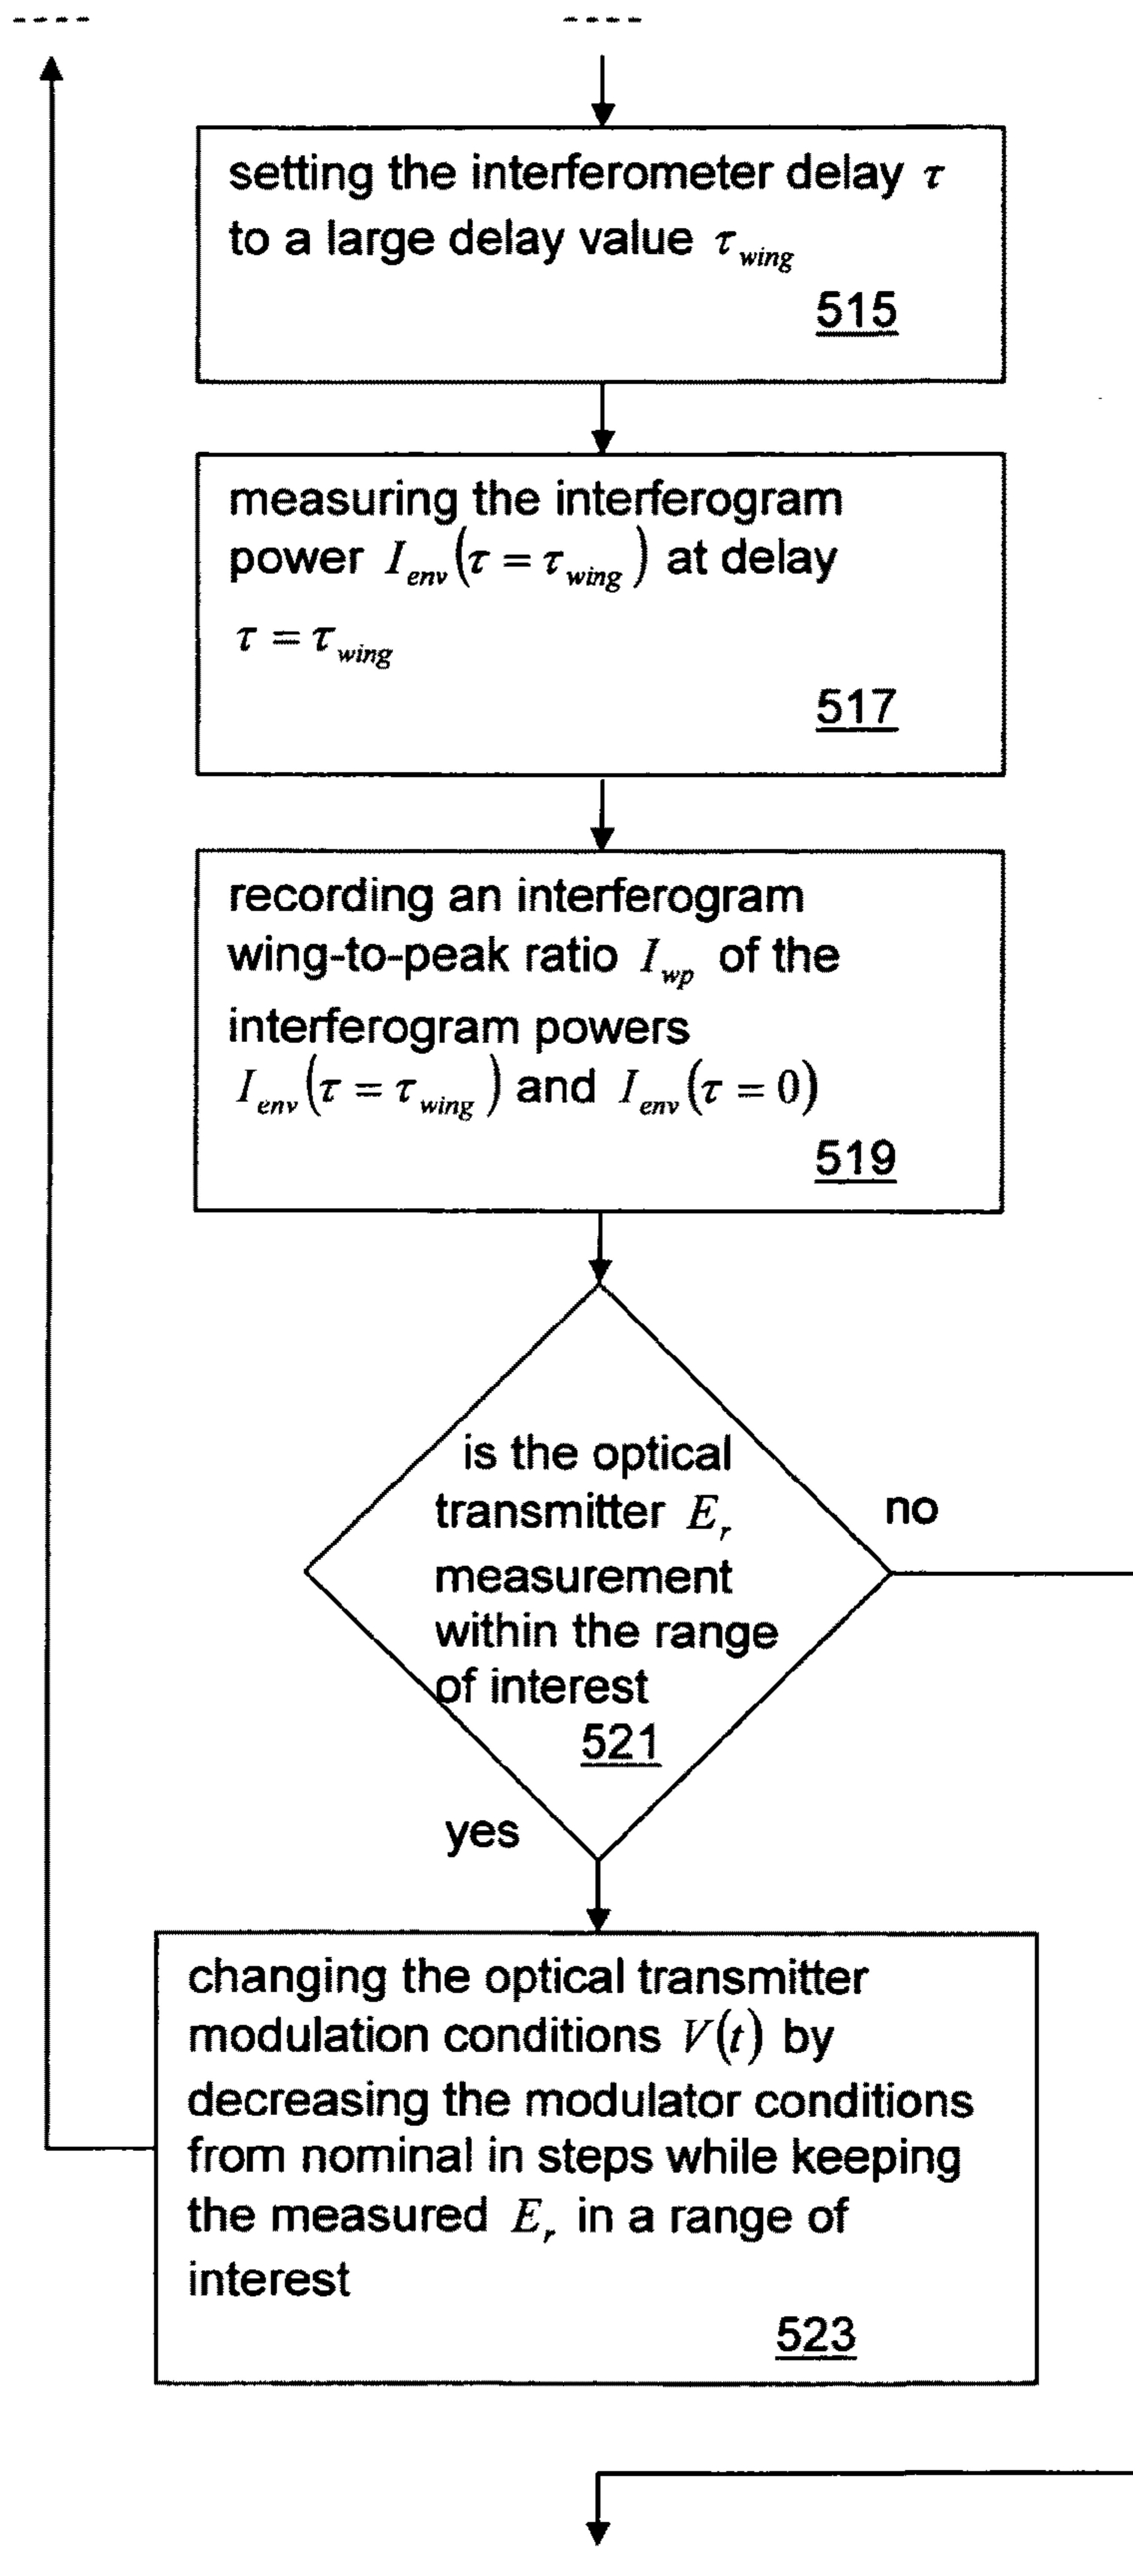 setting the interferometer delay τ
to a large delay value τ_wing
515
measuring the interferogram
power I_env(τ = τ_wing) at delay
τ = τ_wing
517
recording an interferogram
wing-to-peak ratio I_wp of the
interferogram powers
I_env(τ = τ_wing) and I_env(τ = 0)
519
is the optical
transmitter E_r
measurement
within the range
of interest
521
no
yes
changing the optical transmitter
modulation conditions V(t) by
decreasing the modulator conditions
from nominal in steps while keeping
the measured E_r in a range of
interest
523